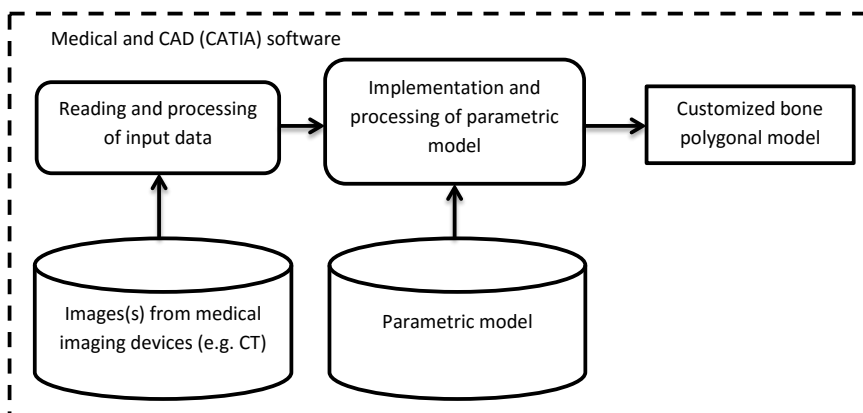 Medical and CAD (CATIA) software
Reading and processing
of input data
Implementation and
processing of parametric
model
Customized bone
polygonal model
Images(s) from medical
imaging devices (e.g. CT)
Parametric model